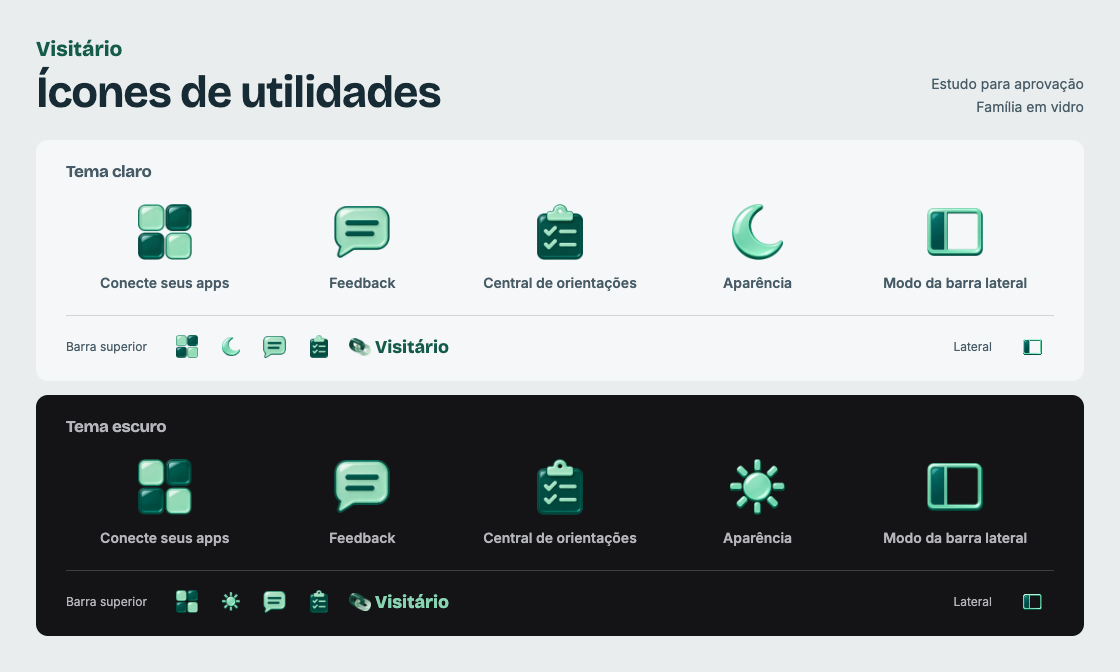 Visitário
Ícones de utilidades
Estudo para aprovação
Família em vidro
Tema claro
Conecte seus apps
Feedback
Central de orientações
Aparência
Modo da barra lateral
Barra superior
Visitário
Lateral
Tema escuro
Conecte seus apps
Feedback
Central de orientações
Aparência
Modo da barra lateral
Barra superior
Visitário
Lateral